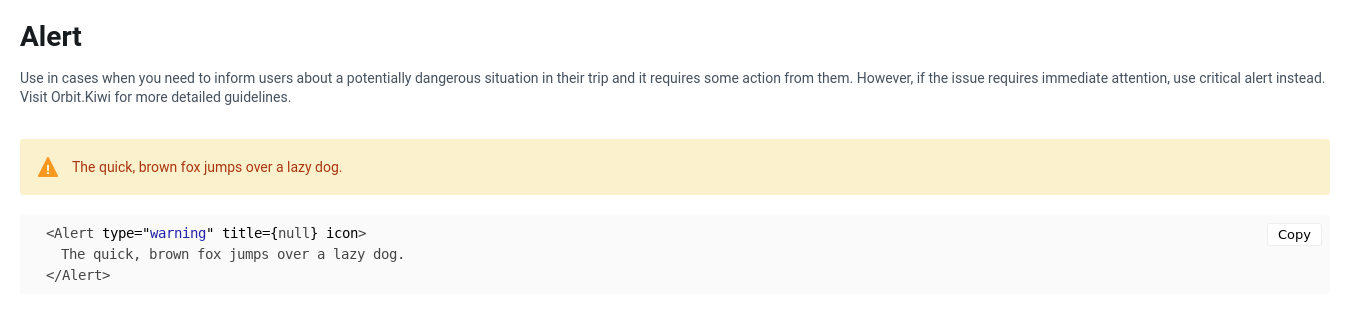 Alert
Use in cases when you need to inform users about a potentially dangerous situation in their trip and it requires some action from them. However, if the issue requires immediate attention, use critical alert instead.
Visit Orbit.Kiwi for more detailed guidelines.
The quick, brown fox jumps over a lazy dog.
<Alert type="warning" title={null} icon>
  The quick, brown fox jumps over a lazy dog.
</Alert>
Copy